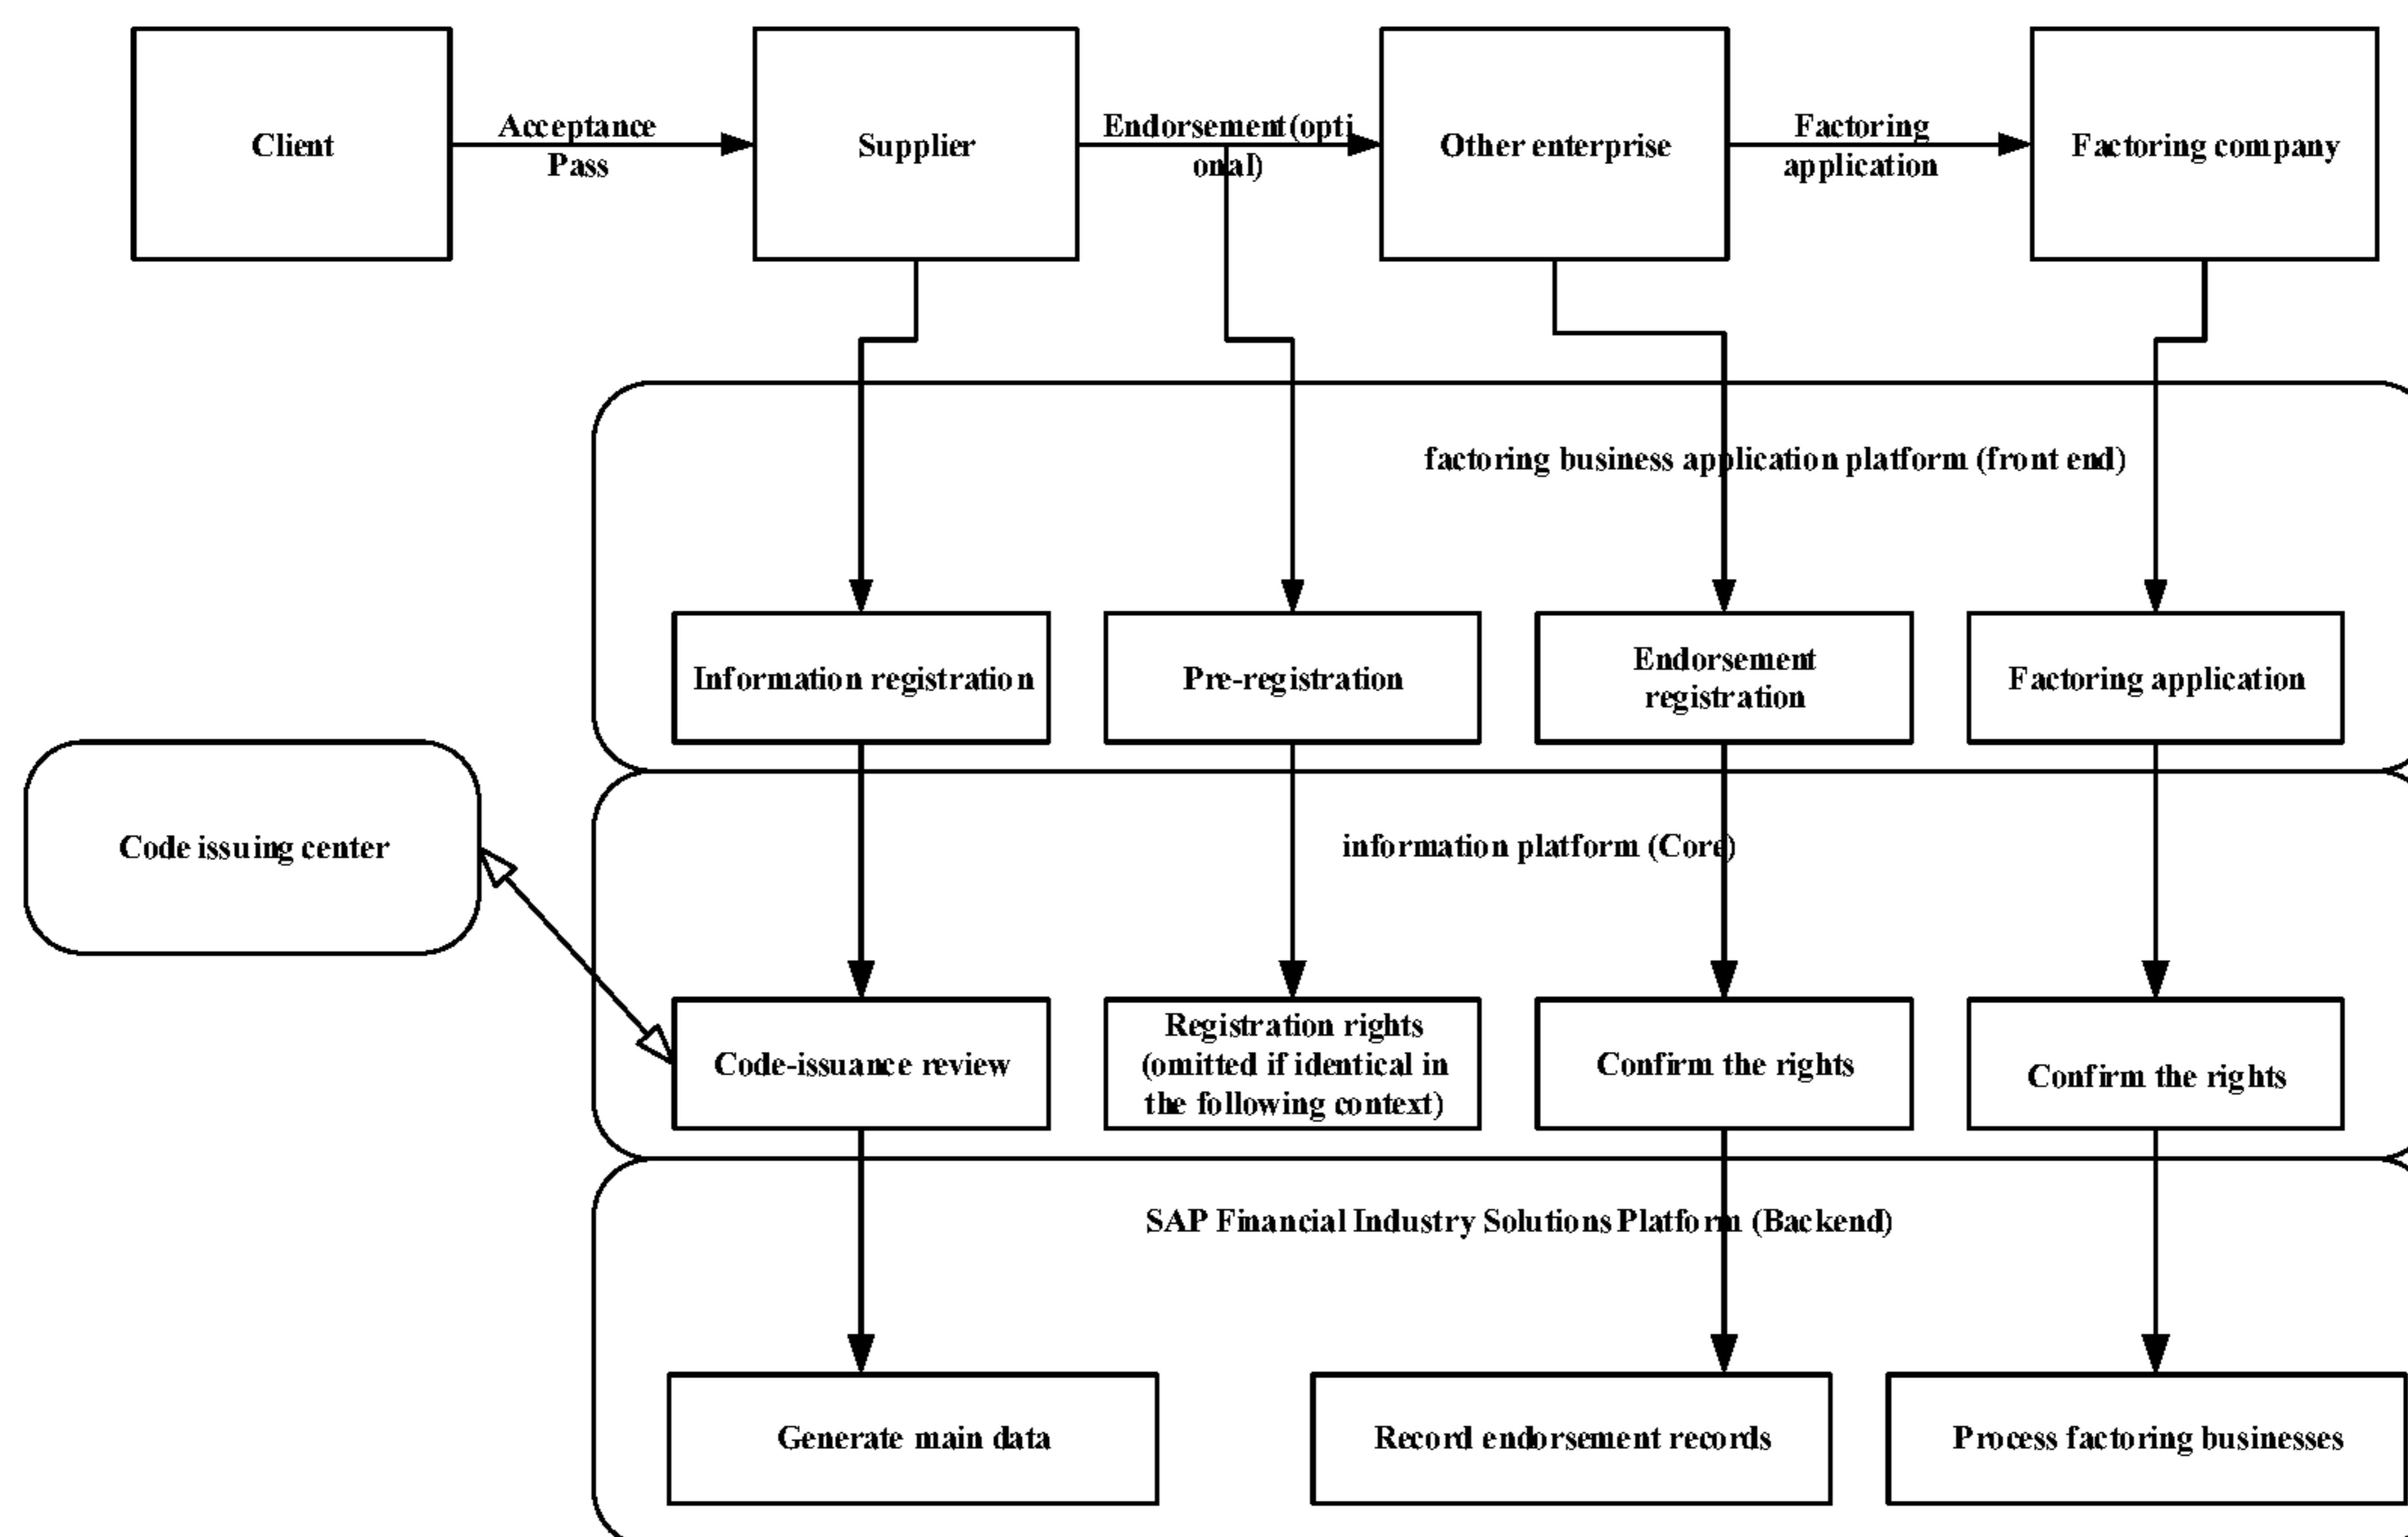 Client
Acceptance
Pass
Supplier
Endorsement(opti
onal)
Other enterprise
Factoring
application
Factoring company
factoring business application platform (front end)
Information registration
Pre-registration
Endorsement
registration
Factoring application
Code issuing center
information platform (Core)
Code-issuance review
Registration rights
(omitted if identical in
the following context)
Confirm the rights
Confirm the rights
SAP Financial Industry Solutions Platform (Backend)
Generate main data
Record endorsement records
Process factoring businesses